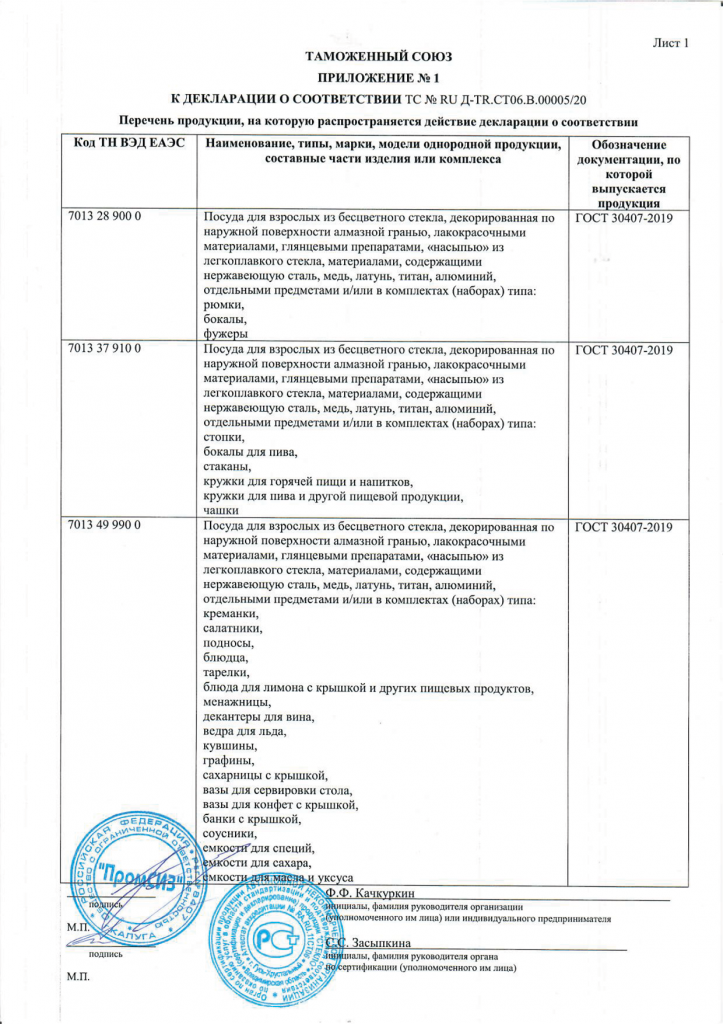 Лист 1
ТАМОЖЕННЫЙ СОЮЗ
ПРИЛОЖЕНИЕ № 1
К ДЕКЛАРАЦИИ О СООТВЕТСТВИИ ТС № RU Д-TR.СТ06.В.00005/20
Перечень продукции, на которую распространяется действие декларации о соответствии
Код ТН ВЭД ЕАЭС
Наименование, типы, марки, модели однородной продукции,
составные части изделия или комплекса
Обозначение
документации, по
которой
выпускается
продукция
7013 28 900 0
Посуда для взрослых из бесцветного стекла, декорированная по
наружной поверхности алмазной гранью, лакокрасочными
материалами, глянцевыми препаратами, «насыпью» из
легкоплавкого стекла, материалами, содержащими
нержавеющую сталь, медь, латунь, титан, алюминий,
отдельными предметами и/или в комплектах (наборах) типа:
рюмки,
бокалы,
фужеры
ГОСТ 30407-2019
7013 37 910 0
Посуда для взрослых из бесцветного стекла, декорированная по
наружной поверхности алмазной гранью, лакокрасочными
материалами, глянцевыми препаратами, «насыпью» из
легкоплавкого стекла, материалами, содержащими
нержавеющую сталь, медь, латунь, титан, алюминий,
отдельными предметами и/или в комплектах (наборах) типа:
стопки,
бокалы для пива,
стаканы,
кружки для горячей пищи и напитков,
кружки для пива и другой пищевой продукции,
чашки
ГОСТ 30407-2019
7013 49 990 0
Посуда для взрослых из бесцветного стекла, декорированная по
наружной поверхности алмазной гранью, лакокрасочными
материалами, глянцевыми препаратами, «насыпью» из
легкоплавкого стекла, материалами, содержащими
нержавеющую сталь, медь, латунь, титан, алюминий,
отдельными предметами и/или в комплектах (наборах) типа:
креманки,
салатники,
подносы,
блюдца,
тарелки,
блюда для лимона с крышкой и других пищевых продуктов,
менажницы,
декантеры для вина,
ведра для льда,
кувшины,
графины,
сахарницы с крышкой,
вазы для сервировки стола,
вазы для конфет с крышкой,
банки с крышкой,
соусники,
емкости для специй,
емкости для сахара,
емкости для масла и уксуса
ГОСТ 30407-2019
РОССИЙСКАЯ ФЕДЕРАЦИЯ
"ПромСИЗ"
КАЛУГА
Ф.Ф. Качкуркин
подпись
инициалы, фамилия руководителя организации
(уполномоченного им лица) или индивидуального предпринимателя
М.П.
С.С. Засыпкина
подпись
инициалы, фамилия руководителя органа
по сертификации (уполномоченного им лица)
М.П.